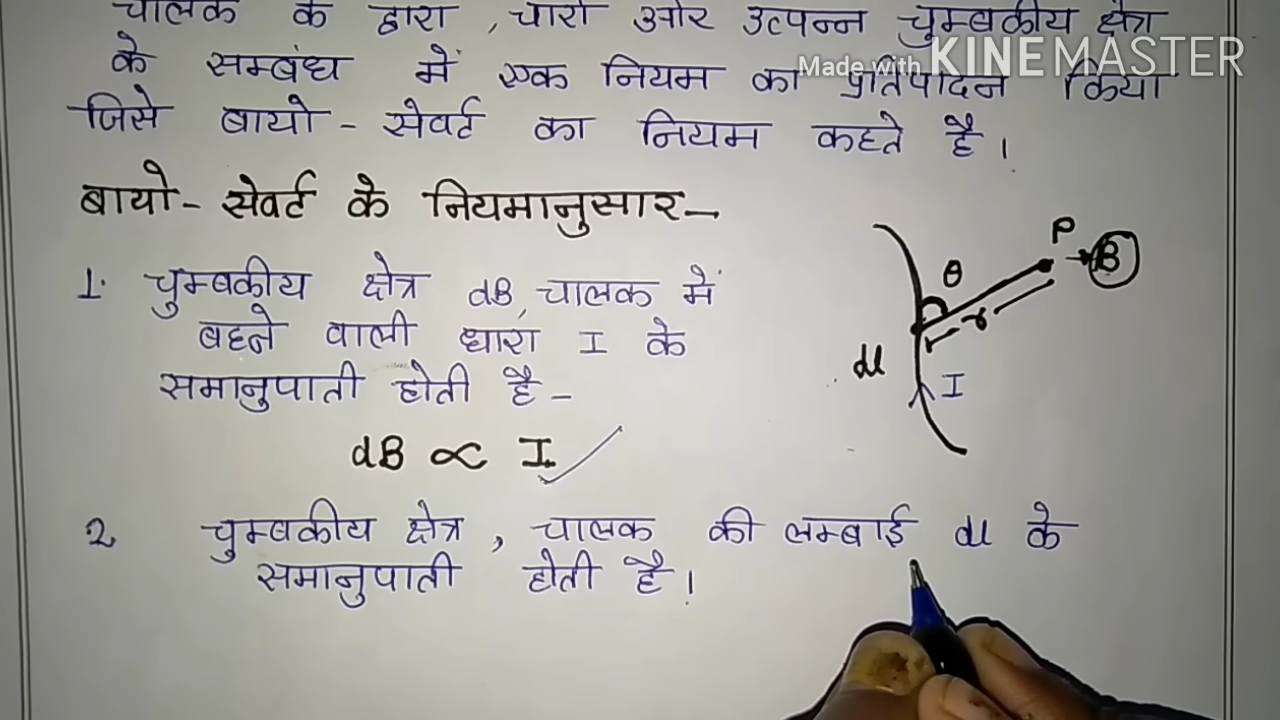 चालक के द्वारा , चारो ओर उत्पन्न चुम्बकीय क्षेत्र
Made with KINEMASTER
के सम्बंध में एक नियम का प्रतिपादन किया
जिसे बायो - सेवर्ट का नियम कहते है।
बायो - सेवर्ट के नियमानुसार -
1. चुम्बकीय क्षेत्र dB, चालक में
बहने वाली धारा I के
समानुपाती होती है -
dB ∝ I
P
B
θ
r
dl
I
2 चुम्बकीय क्षेत्र , चालक की लम्बाई dl के
समानुपाती होती है।